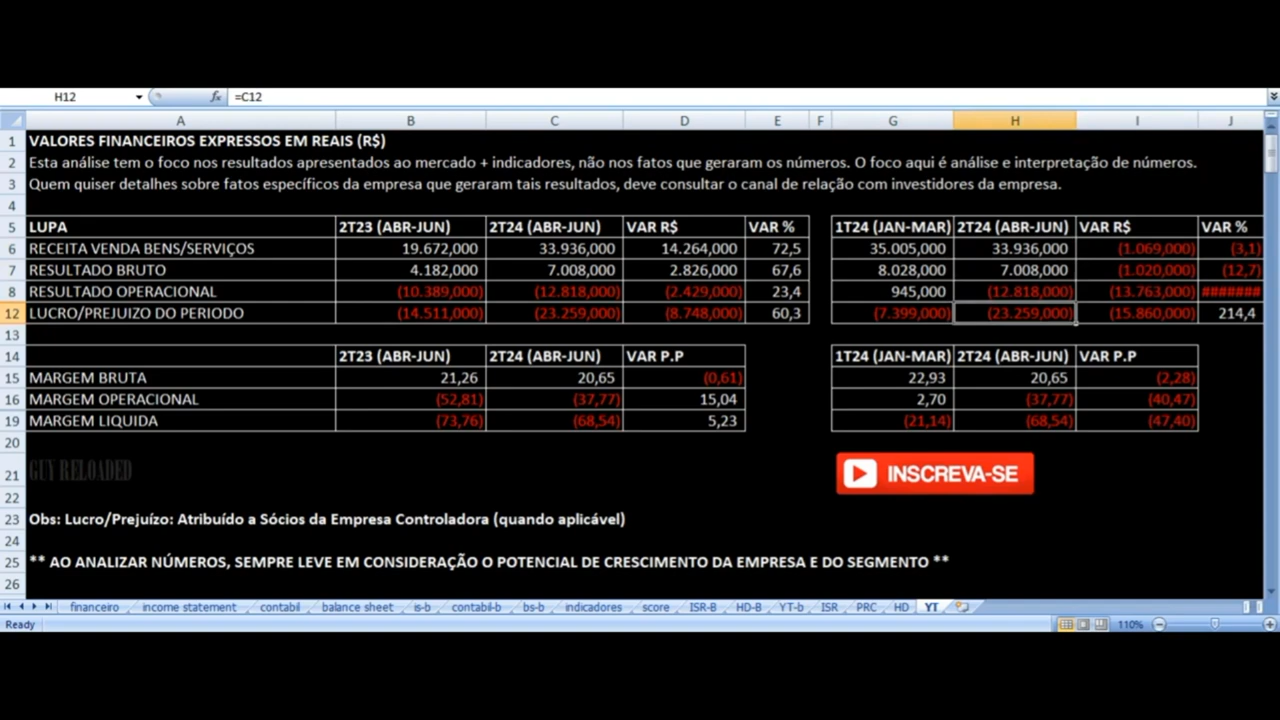 H12 fx =C12
A B C D E F G H I J
1 VALORES FINANCEIROS EXPRESSOS EM REAIS (R$)
2 Esta análise tem o foco nos resultados apresentados ao mercado + indicadores, não nos fatos que geraram os números. O foco aqui é análise e interpretação de números.
3 Quem quiser detalhes sobre fatos específicos da empresa que geraram tais resultados, deve consultar o canal de relação com investidores da empresa.
4
5 LUPA 2T23 (ABR-JUN) 2T24 (ABR-JUN) VAR R$ VAR % 1T24 (JAN-MAR) 2T24 (ABR-JUN) VAR R$ VAR %
6 RECEITA VENDA BENS/SERVIÇOS 19.672,000 33.936,000 14.264,000 72,5 35.005,000 33.936,000 (1.069,000) (3,1)
7 RESULTADO BRUTO 4.182,000 7.008,000 2.826,000 67,6 8.028,000 7.008,000 (1.020,000) (12,7)
8 RESULTADO OPERACIONAL (10.389,000) (12.818,000) (2.429,000) 23,4 945,000 (12.818,000) (13.763,000) #######
12 LUCRO/PREJUIZO DO PERIODO (14.511,000) (23.259,000) (8.748,000) 60,3 (7.399,000) (23.259,000) (15.860,000) 214,4
13
14 2T23 (ABR-JUN) 2T24 (ABR-JUN) VAR P.P 1T24 (JAN-MAR) 2T24 (ABR-JUN) VAR P.P
15 MARGEM BRUTA 21,26 20,65 (0,61) 22,93 20,65 (2,28)
16 MARGEM OPERACIONAL (52,81) (37,77) 15,04 2,70 (37,77) (40,47)
19 MARGEM LIQUIDA (73,76) (68,54) 5,23 (21,14) (68,54) (47,40)
20
21 GUY RELOADED INSCREVA-SE
22
23 Obs: Lucro/Prejuízo: Atribuído a Sócios da Empresa Controladora (quando aplicável)
24
25 ** AO ANALIZAR NÚMEROS, SEMPRE LEVE EM CONSIDERAÇÃO O POTENCIAL DE CRESCIMENTO DA EMPRESA E DO SEGMENTO **
26
financeiro income statement contabil balance sheet is-b contabil-b bs-b indicadores score ISR-B HD-B YT-b ISR PRC HD YT
Ready 110%